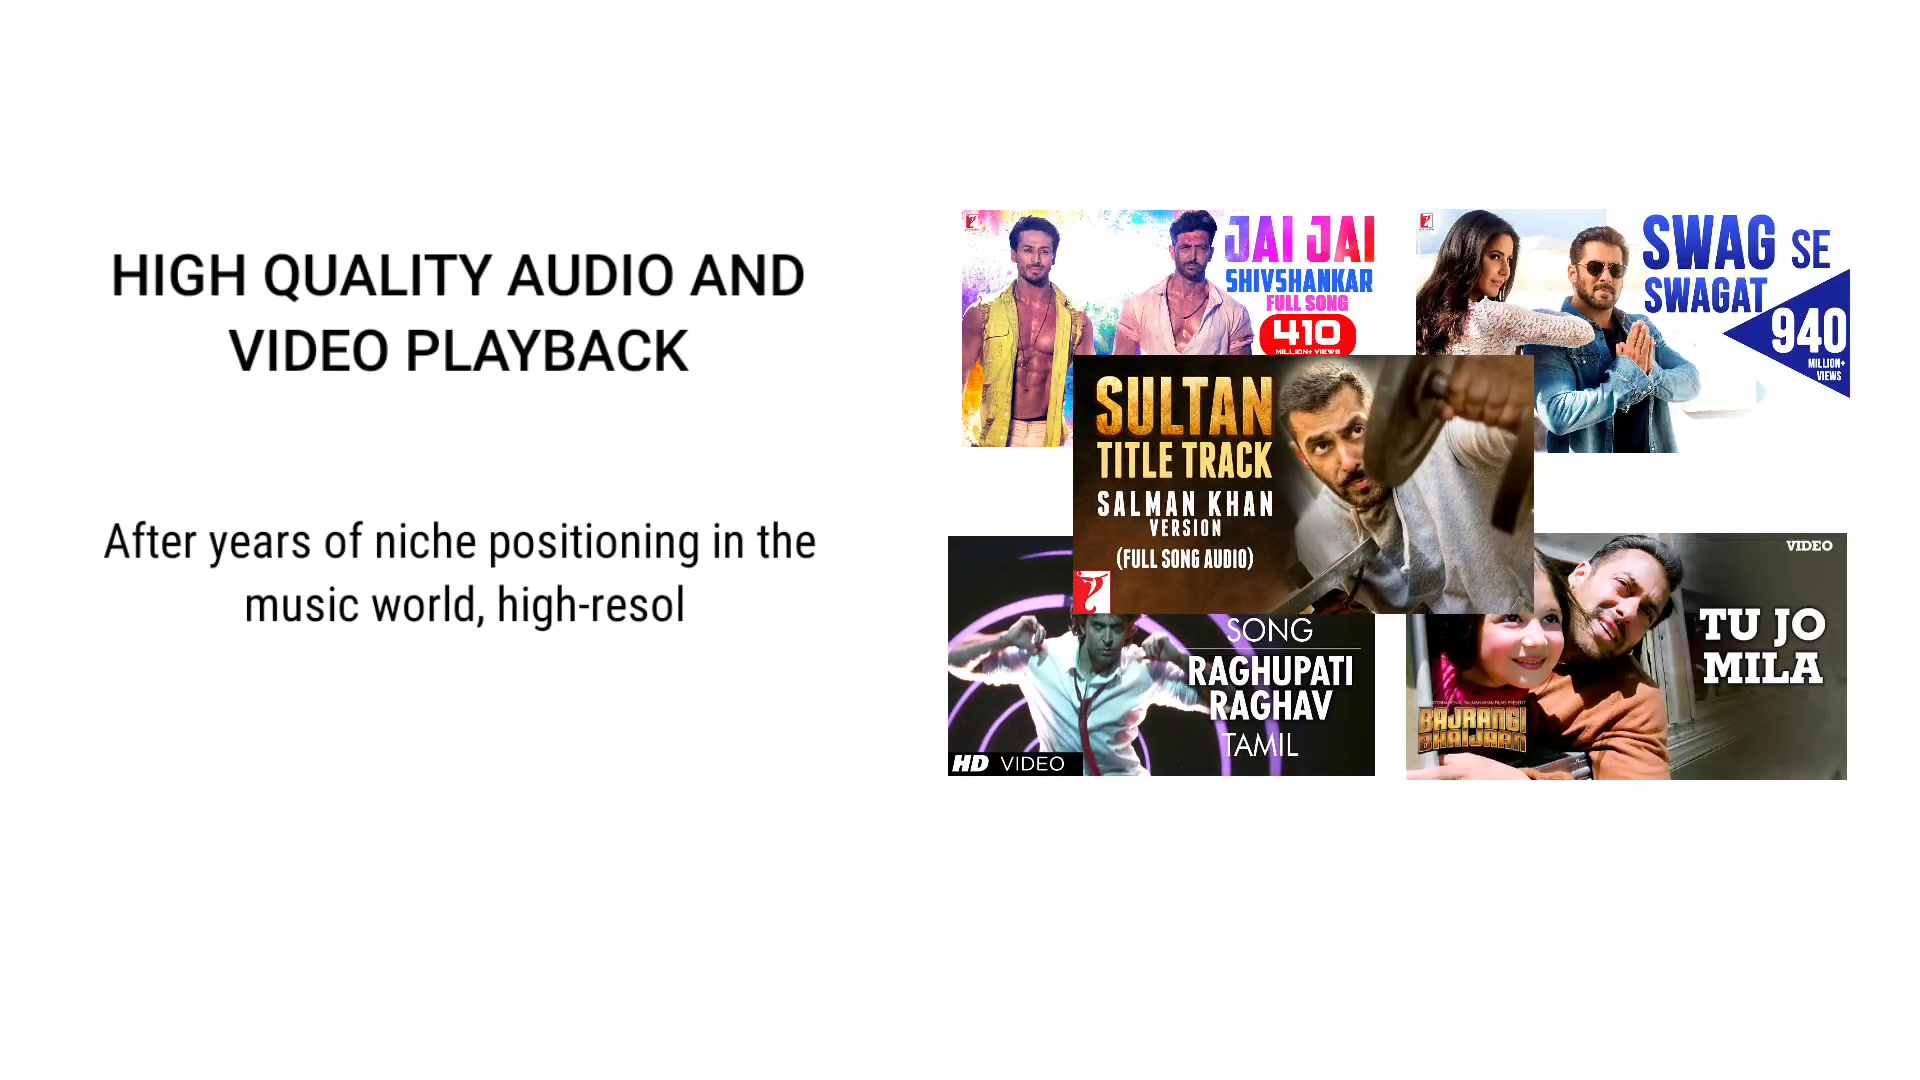 HIGH QUALITY AUDIO AND
VIDEO PLAYBACK
After years of niche positioning in the
music world, high-resol
JAI JAI
SHIVSHANKAR
FULL SONG
410
MILLION+ VIEWS
SWAG SE
SWAGAT
940
MILLION+
VIEWS
SULTAN
TITLE TRACK
SALMAN KHAN
VERSION
(FULL SONG AUDIO)
SONG
RAGHUPATI
RAGHAV
TAMIL
HD VIDEO
VIDEO
TU JO
MILA
BAJRANGI
BHAIJAAN